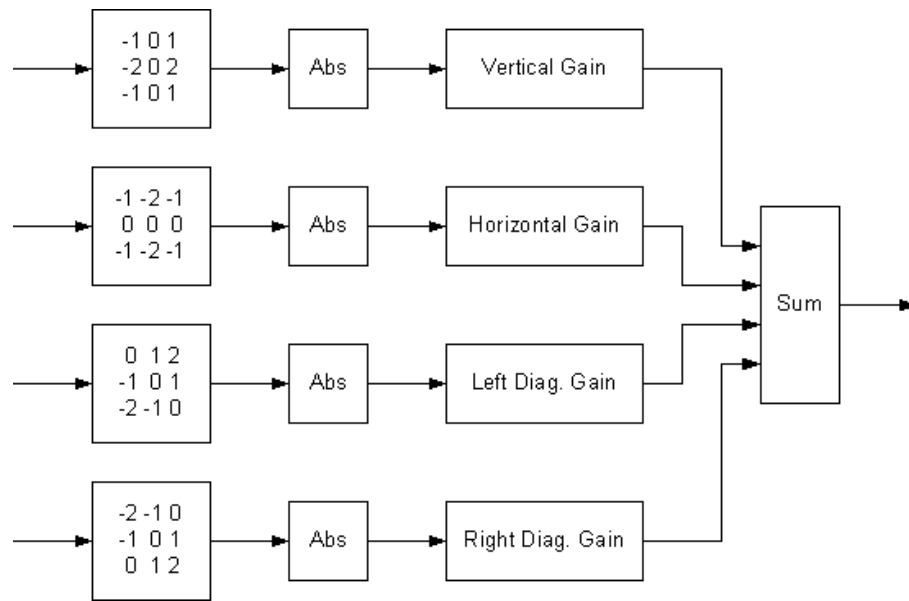 -1 0 1
-2 0 2
-1 0 1
Abs
Vertical Gain
-1 -2 -1
0 0 0
-1 -2 -1
Abs
Horizontal Gain
Sum
0 1 2
-1 0 1
-2 -1 0
Abs
Left Diag. Gain
-2 -1 0
-1 0 1
0 1 2
Abs
Right Diag. Gain